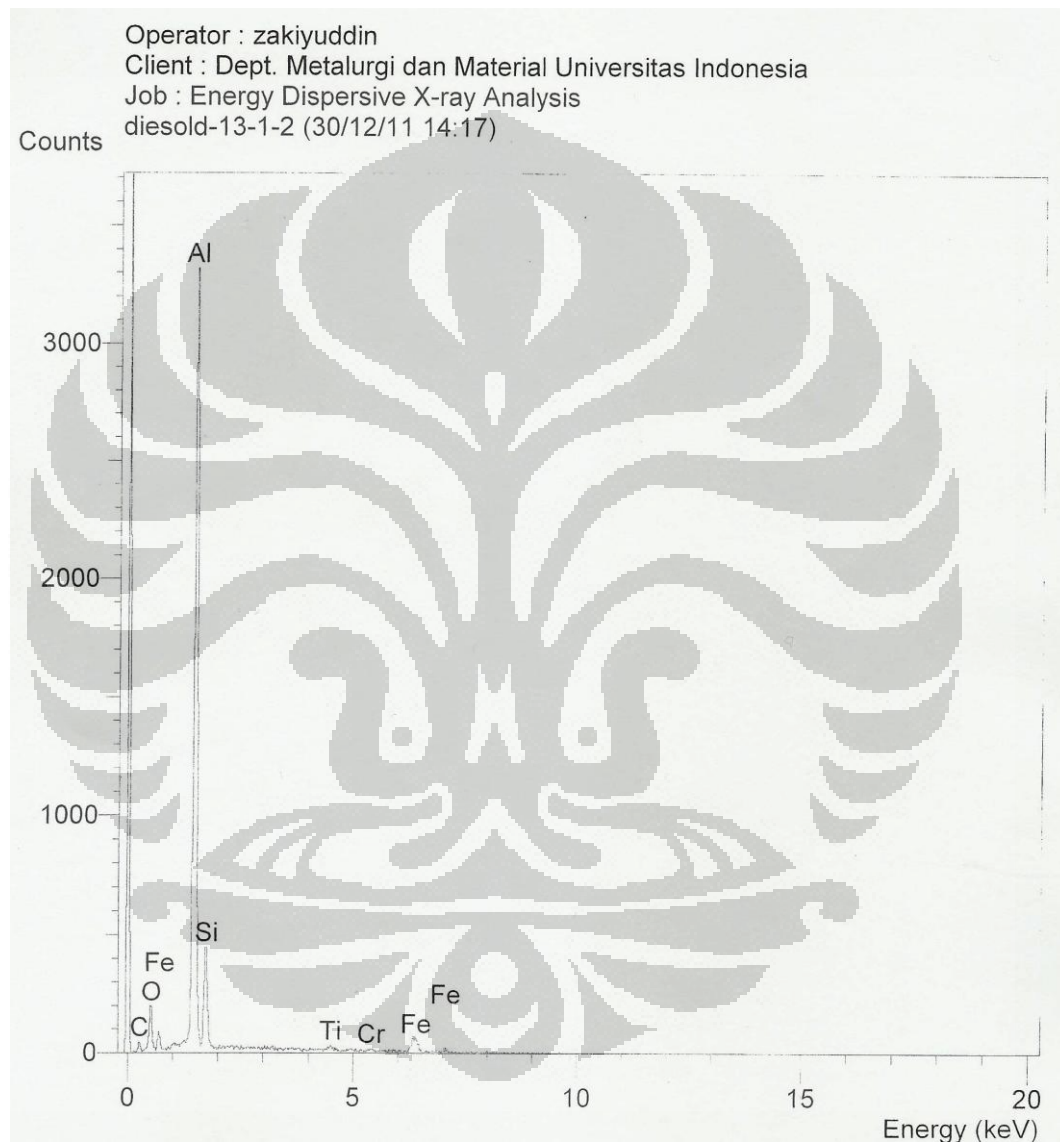 Operator : zakiyuddin
Client : Dept. Metalurgi dan Material Universitas Indonesia
Job : Energy Dispersive X-ray Analysis
diesold-13-1-2 (30/12/11 14:17)
Counts
Al
3000
2000
1000
Si
Fe
O
C
Fe
Ti
Cr
Fe
0
0
5
10
15
20
Energy (keV)